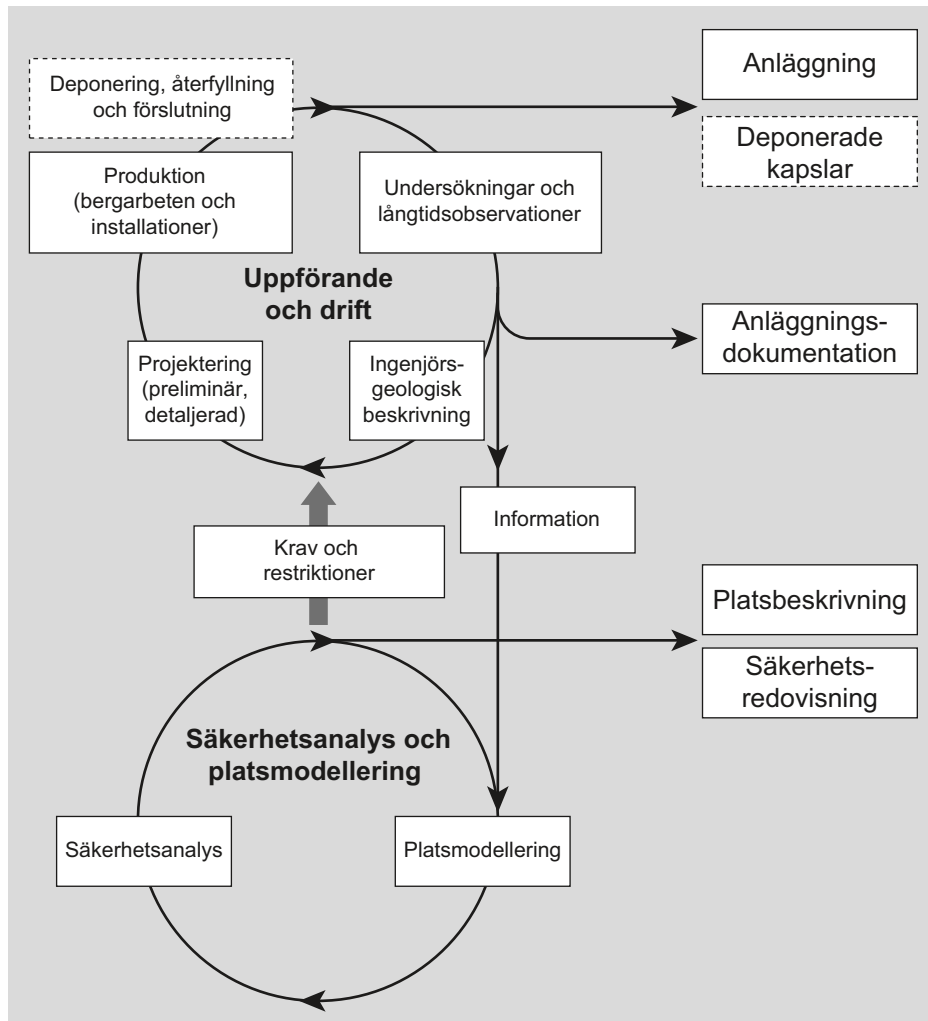 Deponering, återfyllning
och förslutning
Anläggning
Deponerade
kapslar
Produktion
(bergarbeten och
installationer)
Undersökningar och
långtidsobservationer
Uppförande
och drift
Anläggnings-
dokumentation
Projektering
(preliminär,
detaljerad)
Ingenjörs-
geologisk
beskrivning
Information
Krav och
restriktioner
Platsbeskrivning
Säkerhets-
redovisning
Säkerhetsanalys och
platsmodellering
Säkerhetsanalys
Platsmodellering